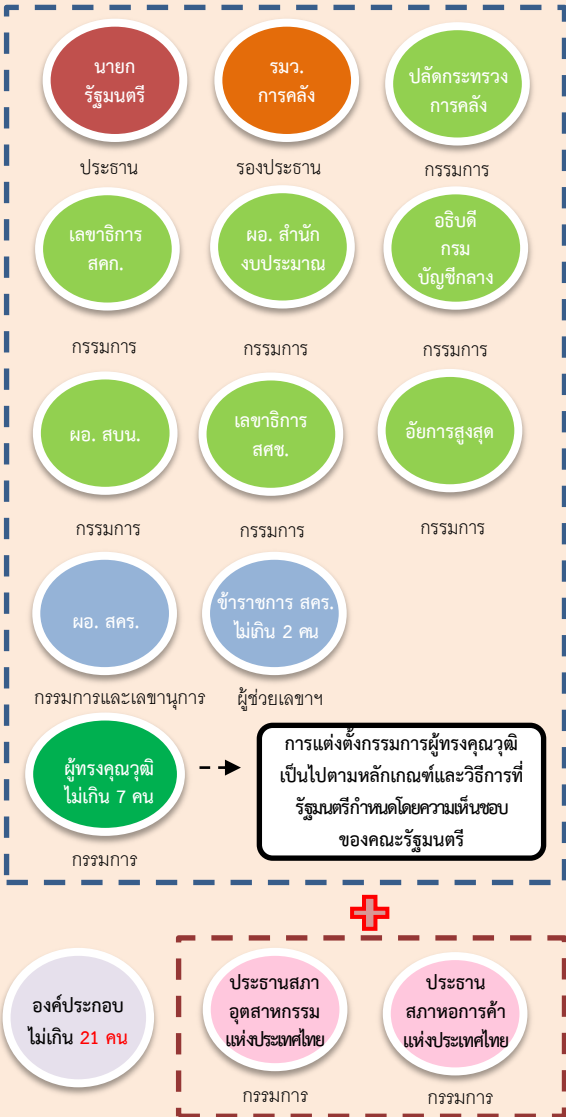 นายก
รัฐมนตรี
ประธาน
รมว.
การคลัง
รองประธาน
ปลัดกระทรวง
การคลัง
กรรมการ
เลขาธิการ
สคก.
กรรมการ
ผอ. สำนัก
งบประมาณ
กรรมการ
อธิบดี
กรม
บัญชีกลาง
กรรมการ
ผอ. สบน.
กรรมการ
เลขาธิการ
สศช.
กรรมการ
อัยการสูงสุด
กรรมการ
ผอ. สคร.
กรรมการและเลขานุการ
ข้าราชการ สคร.
ไม่เกิน 2 คน
ผู้ช่วยเลขาฯ
ผู้ทรงคุณวุฒิ
ไม่เกิน 7 คน
กรรมการ
การแต่งตั้งกรรมการผู้ทรงคุณวุฒิ
เป็นไปตามหลักเกณฑ์และวิธีการที่
รัฐมนตรีกำหนดโดยความเห็นชอบ
ของคณะรัฐมนตรี
องค์ประกอบ
ไม่เกิน 21 คน
ประธานสภา
อุตสาหกรรม
แห่งประเทศไทย
กรรมการ
ประธาน
สภาหอการค้า
แห่งประเทศไทย
กรรมการ